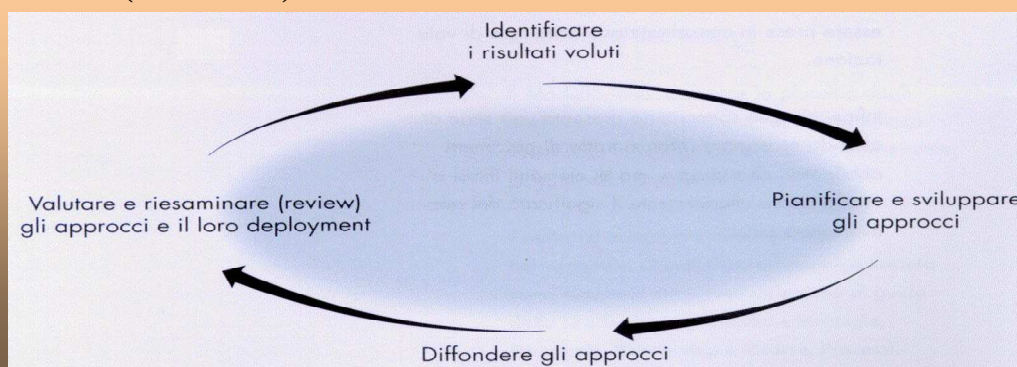 Identificare
i risultati voluti
Pianificare e sviluppare
gli approcci
Diffondere gli approcci
Valutare e riesaminare (review)
gli approcci e il loro deployment